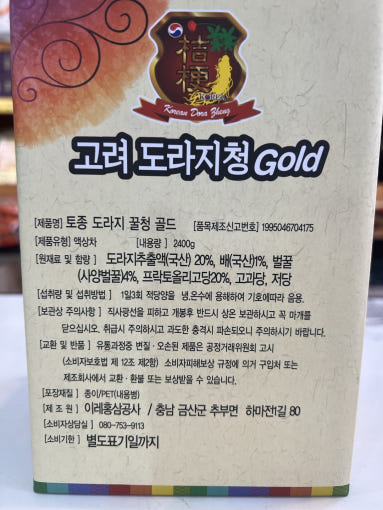 桔梗
Korean Dora Zheng
고려 도라지청 Gold
[제품명] 토종 도라지 꿀청 골드 [품목제조신고번호] 1995046704175
[제품유형] 액상차 [내용량] 2400g
[원재료 및 함량] 도라지추출액(국산) 20%, 배(국산)1%, 벌꿀
(사양벌꿀)4%, 프락토올리고당20%, 고과당, 저당
[섭취량 및 섭취방법] 1일3회 적당양을 냉,온수에 용해하여 기호에따라 음용.
[보관상 주의사항] 직사광선을 피하고 개봉후 반드시 상온 보관하시고 꼭 마개를
닫으십시오. 취급시 주의하시고 과도한 충격시 파손되오니 주의하시기 바랍니다.
[교환 및 반품] 유통과정중 변질·오손된 제품은 공정거래위원회 고시
(소비자보호법 제 12조 제2항) 소비자피해보상 규정에 의거 구입처 또는
제조회사에서 교환·환불 또는 보상받을 수 있습니다.
[포장재질] 종이/PET(내용병)
[제 조 원] 이레홍삼공사 / 충남 금산군 추부면 하마전1길 80
[소비자상담실] 080-753-9113
[소비기한] 별도표기일까지